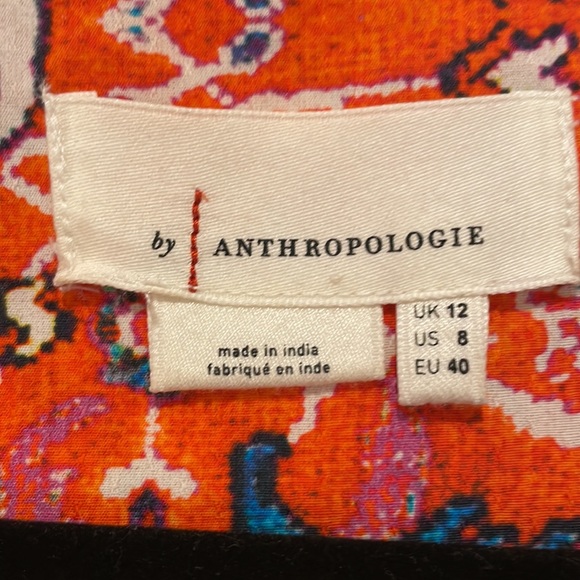 by ANTHROPOLOGIE
made in india
fabriqué en inde
UK 12
US 8
EU 40